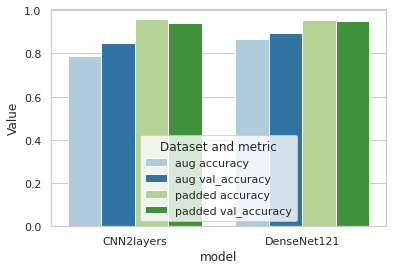 1.0
0.8
0.6
0.4
0.2
0.0
Value
Dataset and metric
aug accuracy
aug val_accuracy
padded accuracy
padded val_accuracy
CNN2layers
DenseNet121
model